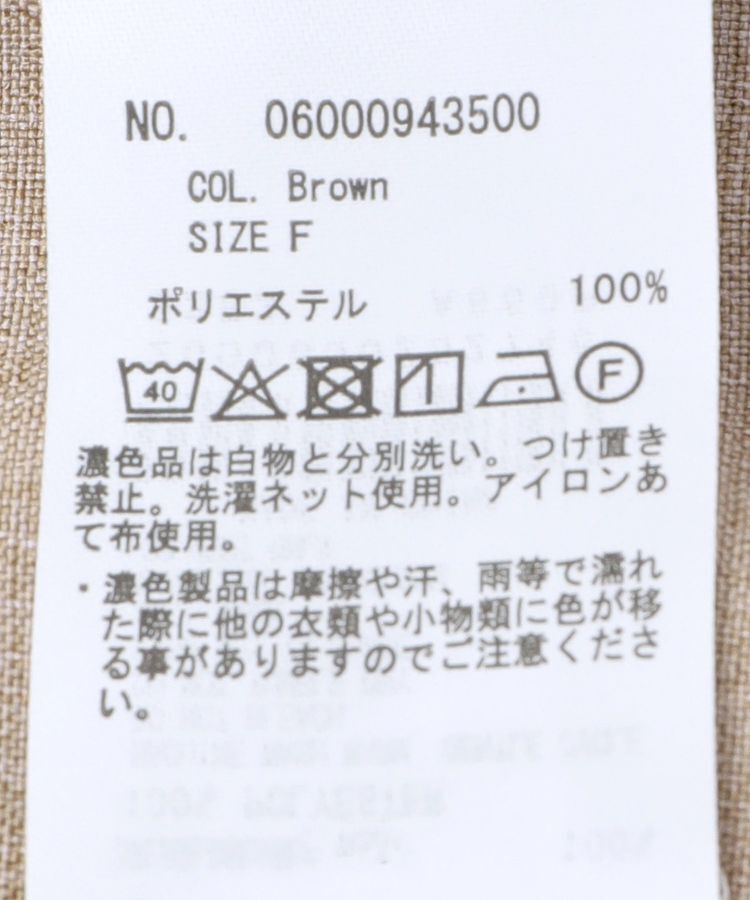 NO. 06000943500
COL. Brown
SIZE F
ポリエステル 100%
40 F
濃色品は白物と分別洗い。つけ置き
禁止。洗濯ネット使用。アイロンあ
て布使用。
・濃色製品は摩擦や汗、雨等で濡れ
た際に他の衣類や小物類に色が移
る事がありますのでご注意くださ
い。